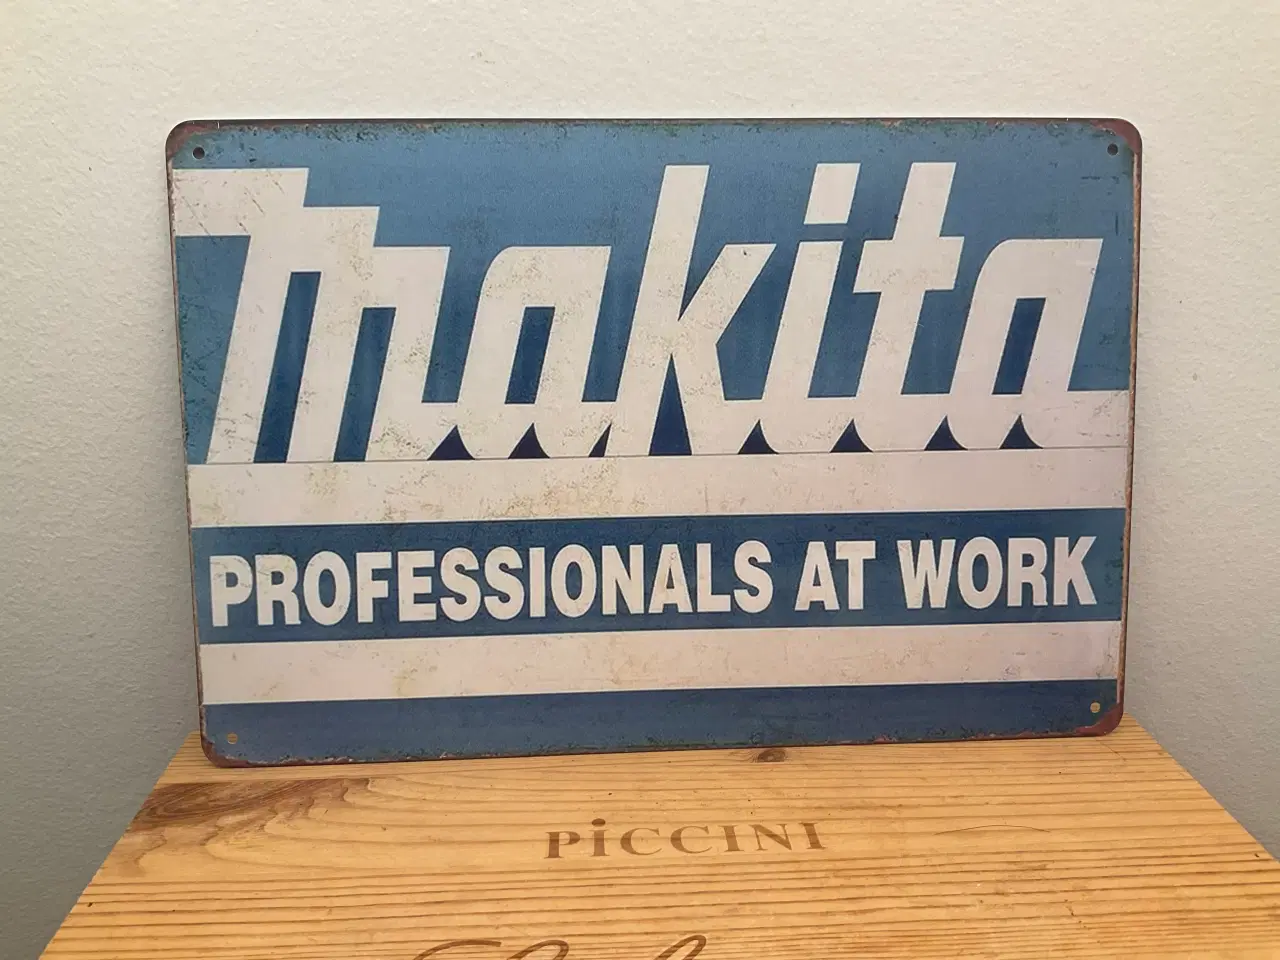 makita
PROFESSIONALS AT WORK
PiCCINI